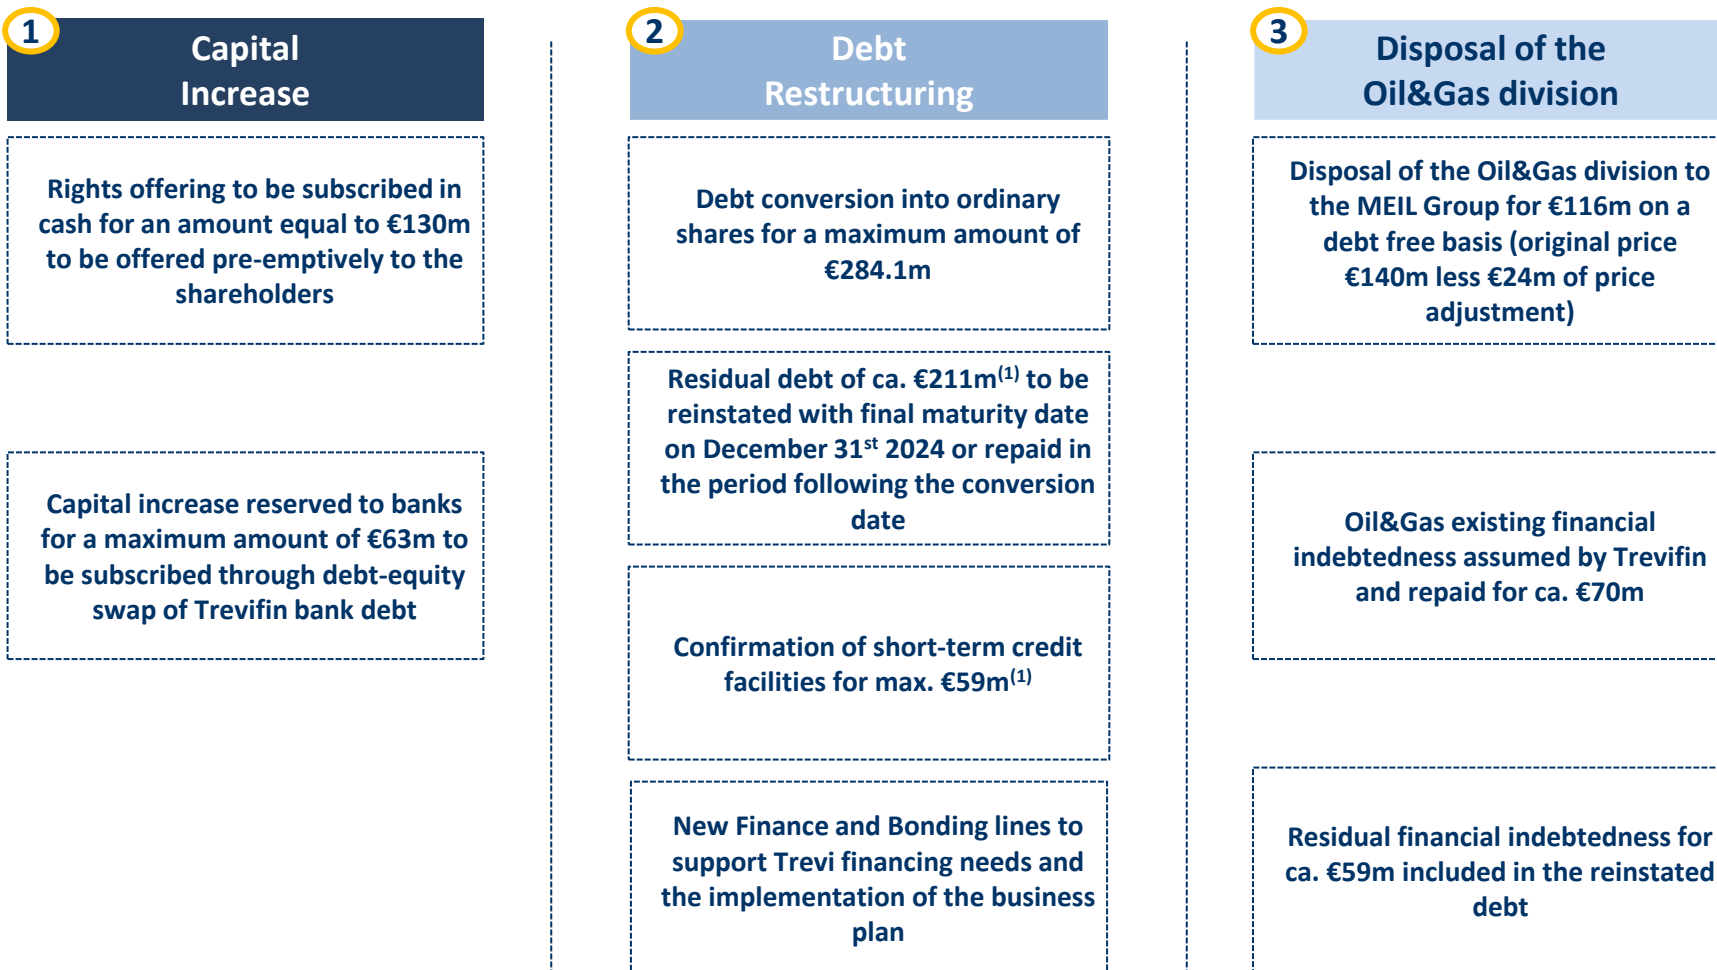 1
Capital
Increase
Rights offering to be subscribed in
cash for an amount equal to €130m
to be offered pre-emptively to the
shareholders
Capital increase reserved to banks
for a maximum amount of €63m to
be subscribed through debt-equity
swap of Trevifin bank debt
2
Debt
Restructuring
Debt conversion into ordinary
shares for a maximum amount of
€284.1m
Residual debt of ca. €211m(1) to be
reinstated with final maturity date
on December 31st 2024 or repaid in
the period following the conversion
date
Confirmation of short-term credit
facilities for max. €59m(1)
New Finance and Bonding lines to
support Trevi financing needs and
the implementation of the business
plan
3
Disposal of the
Oil&Gas division
Disposal of the Oil&Gas division to
the MEIL Group for €116m on a
debt free basis (original price
€140m less €24m of price
adjustment)
Oil&Gas existing financial
indebtedness assumed by Trevifin
and repaid for ca. €70m
Residual financial indebtedness for
ca. €59m included in the reinstated
debt